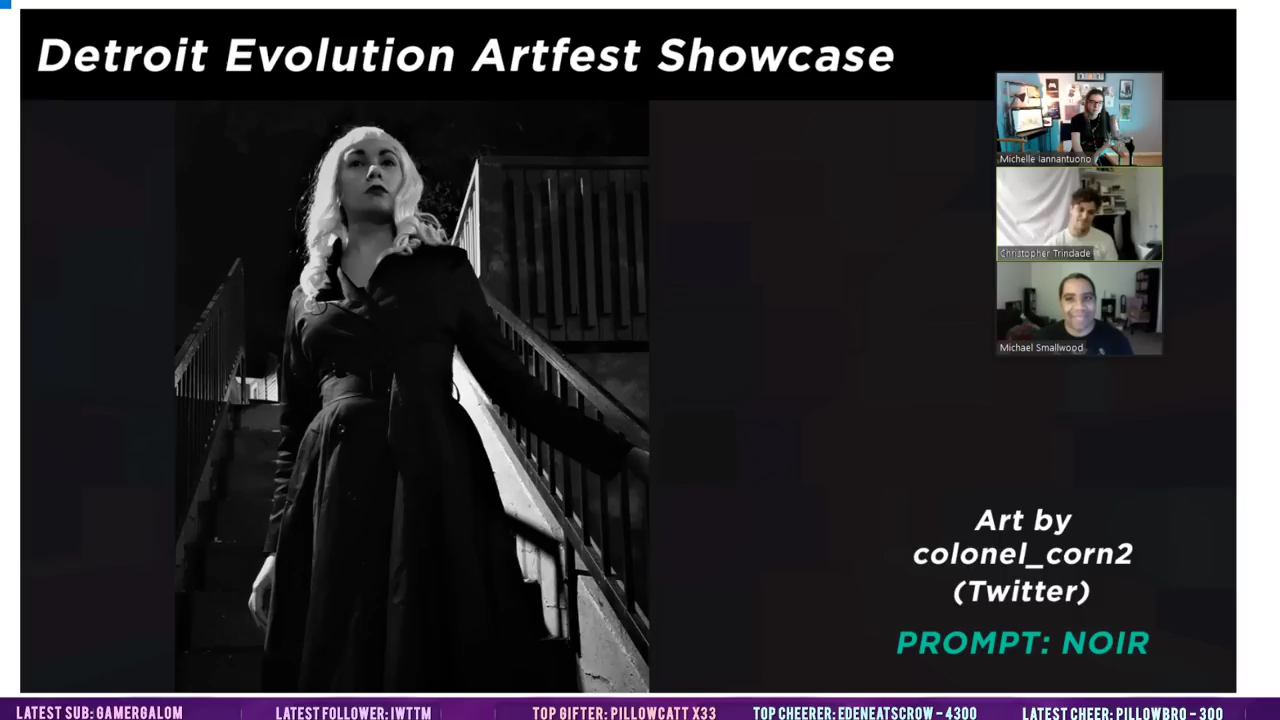 Detroit Evolution Artfest Showcase
Michelle Iannantuono
Christopher Trindade
Michael Smallwood
Art by
colonel_corn2
(Twitter)
PROMPT: NOIR
LATEST SUB: GAMERGALOM
LATEST FOLLOWER: IWTTM
TOP GIFTER: PILLOWCATT X33
TOP CHEERER: EDENEATSCROW - 4300
LATEST CHEER: PILLOWBRO - 300